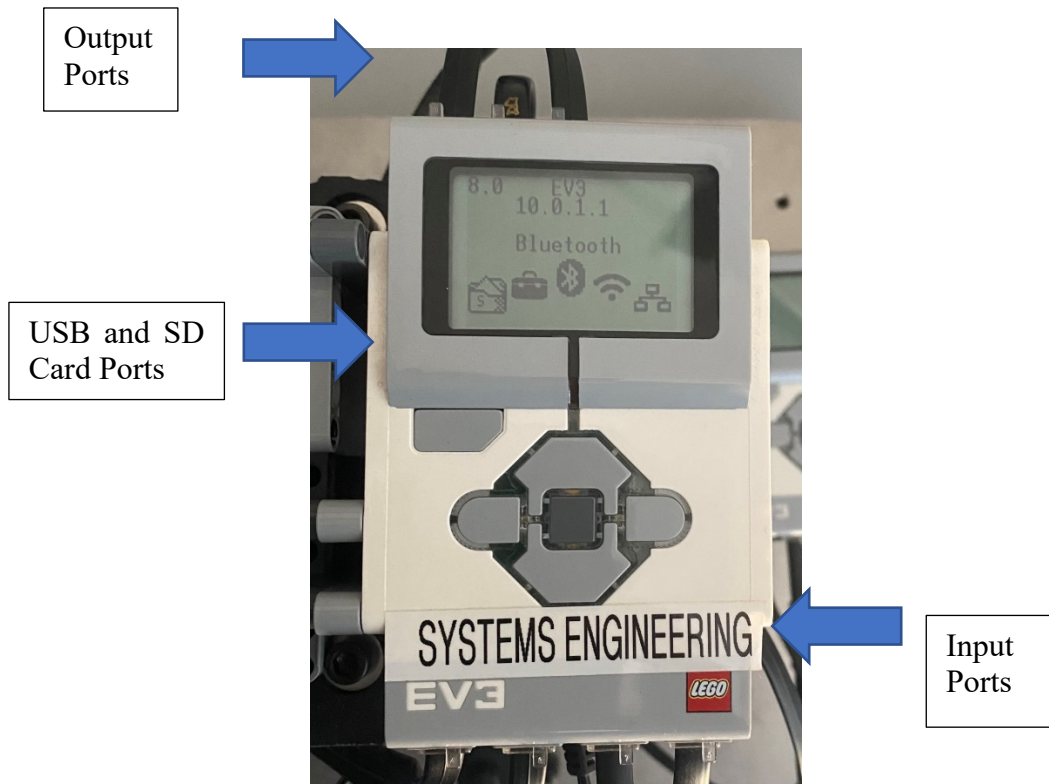 Output
Ports
8.0 EV3
10.0.1.1
Bluetooth
USB and SD
Card Ports
SYSTEMS ENGINEERING
Input
Ports
EV3
LEGO